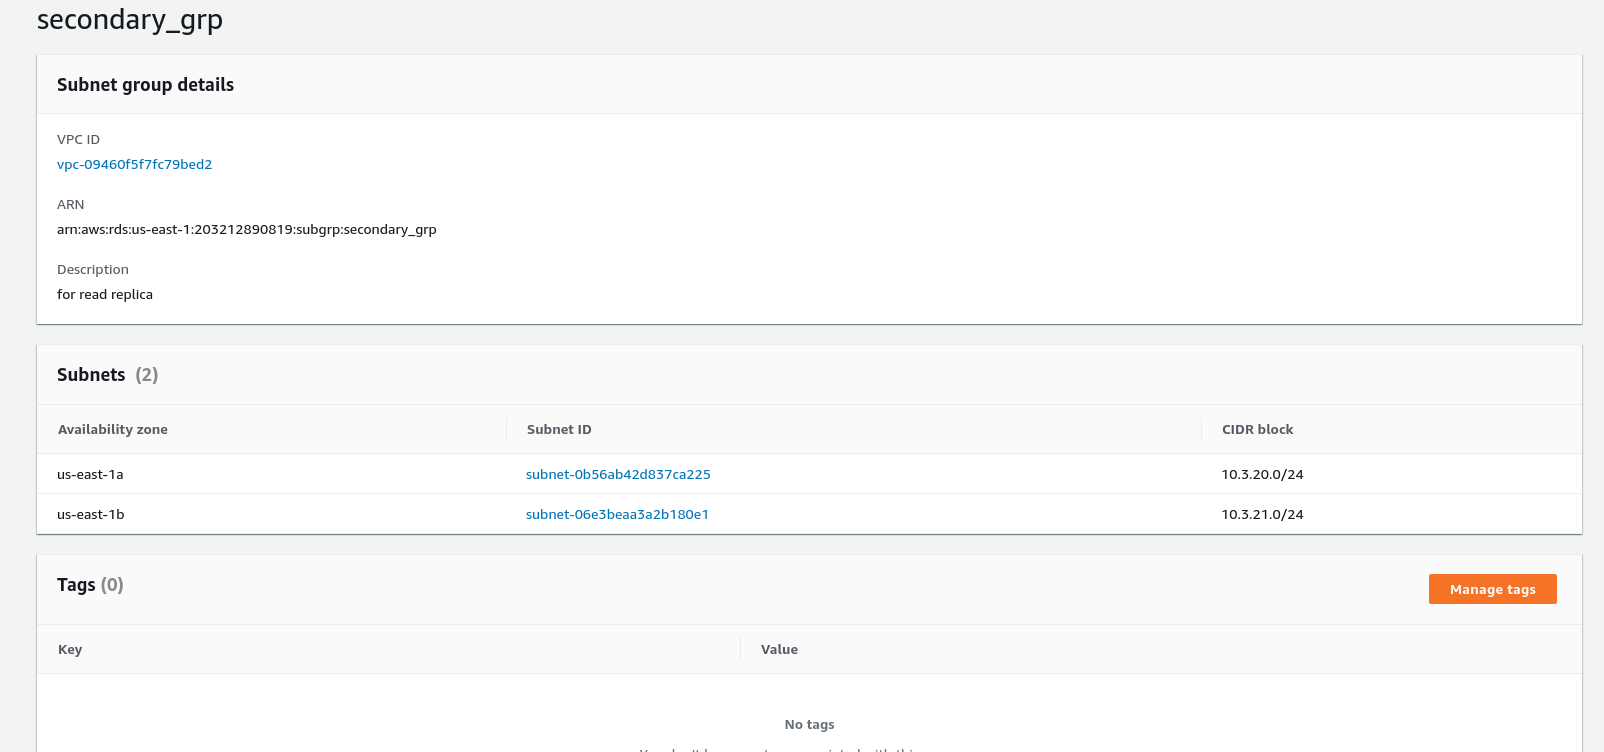 secondary_grp
Subnet group details
VPC ID
vpc-09460f5f7fc79bed2
ARN
arn:aws:rds:us-east-1:203212890819:subgrp:secondary_grp
Description
for read replica
Subnets (2)
Availability zone Subnet ID CIDR block
us-east-1a subnet-0b56ab42d837ca225 10.3.20.0/24
us-east-1b subnet-06e3beaa3a2b180e1 10.3.21.0/24
Tags (0) Manage tags
Key Value
No tags